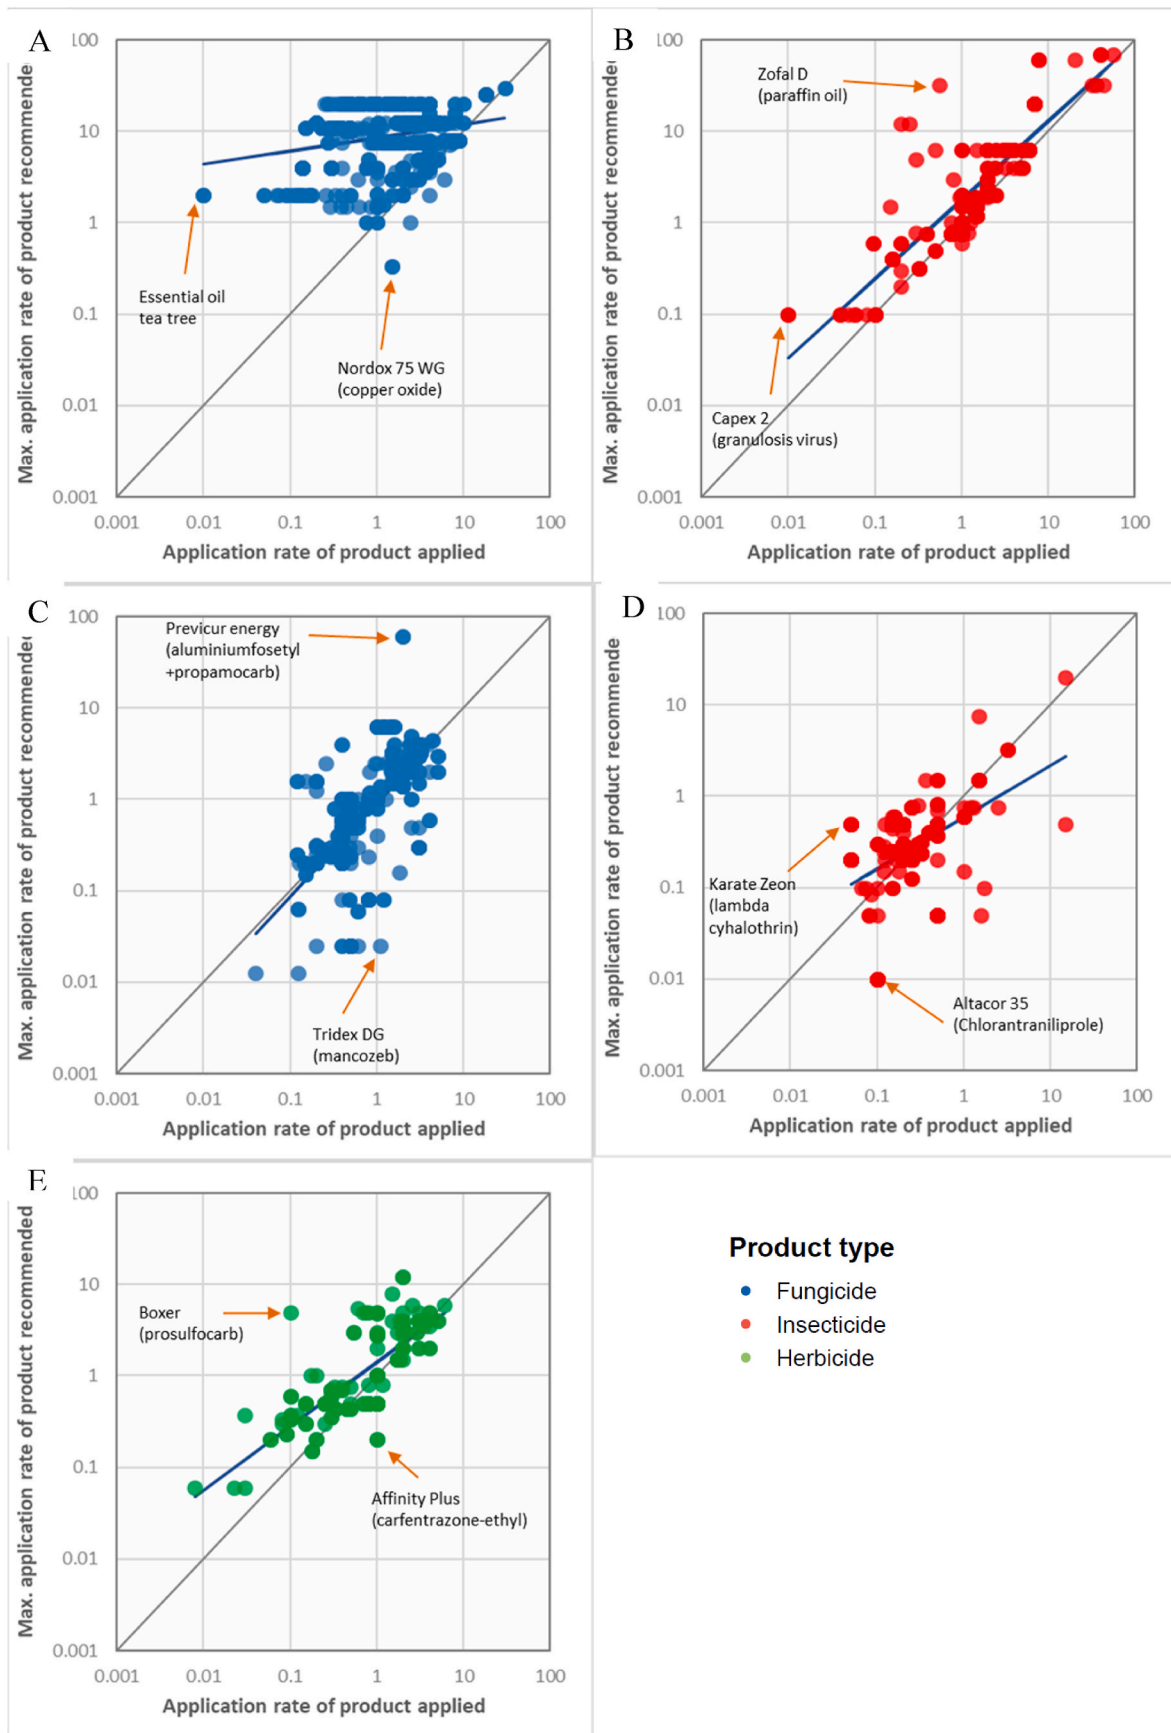 A
100
10
1
0.1
0.01
0.001
0.001 0.01 0.1 1 10 100
Max. application rate of product recommende
Application rate of product applied
Essential oil
tea tree
Nordox 75 WG
(copper oxide)
B
100
10
1
0.1
0.01
0.001
0.001 0.01 0.1 1 10 100
Max. application rate of product recommende
Application rate of product applied
Zofal D
(paraffin oil)
Capex 2
(granulosis virus)
C
100
10
1
0.1
0.01
0.001
0.001 0.01 0.1 1 10 100
Max. application rate of product recommende
Application rate of product applied
Previcur energy
(aluminiumfosetyl
+propamocarb)
Tridex DG
(mancozeb)
D
100
10
1
0.1
0.01
0.001
0.001 0.01 0.1 1 10 100
Max. application rate of product recommende
Application rate of product applied
Karate Zeon
(lambda
cyhalothrin)
Altacor 35
(Chlorantraniliprole)
E
100
10
1
0.1
0.01
0.001
0.001 0.01 0.1 1 10 100
Max. application rate of product recommended
Application rate of product applied
Boxer
(prosulfocarb)
Affinity Plus
(carfentrazone-ethyl)
Product type
Fungicide
Insecticide
Herbicide